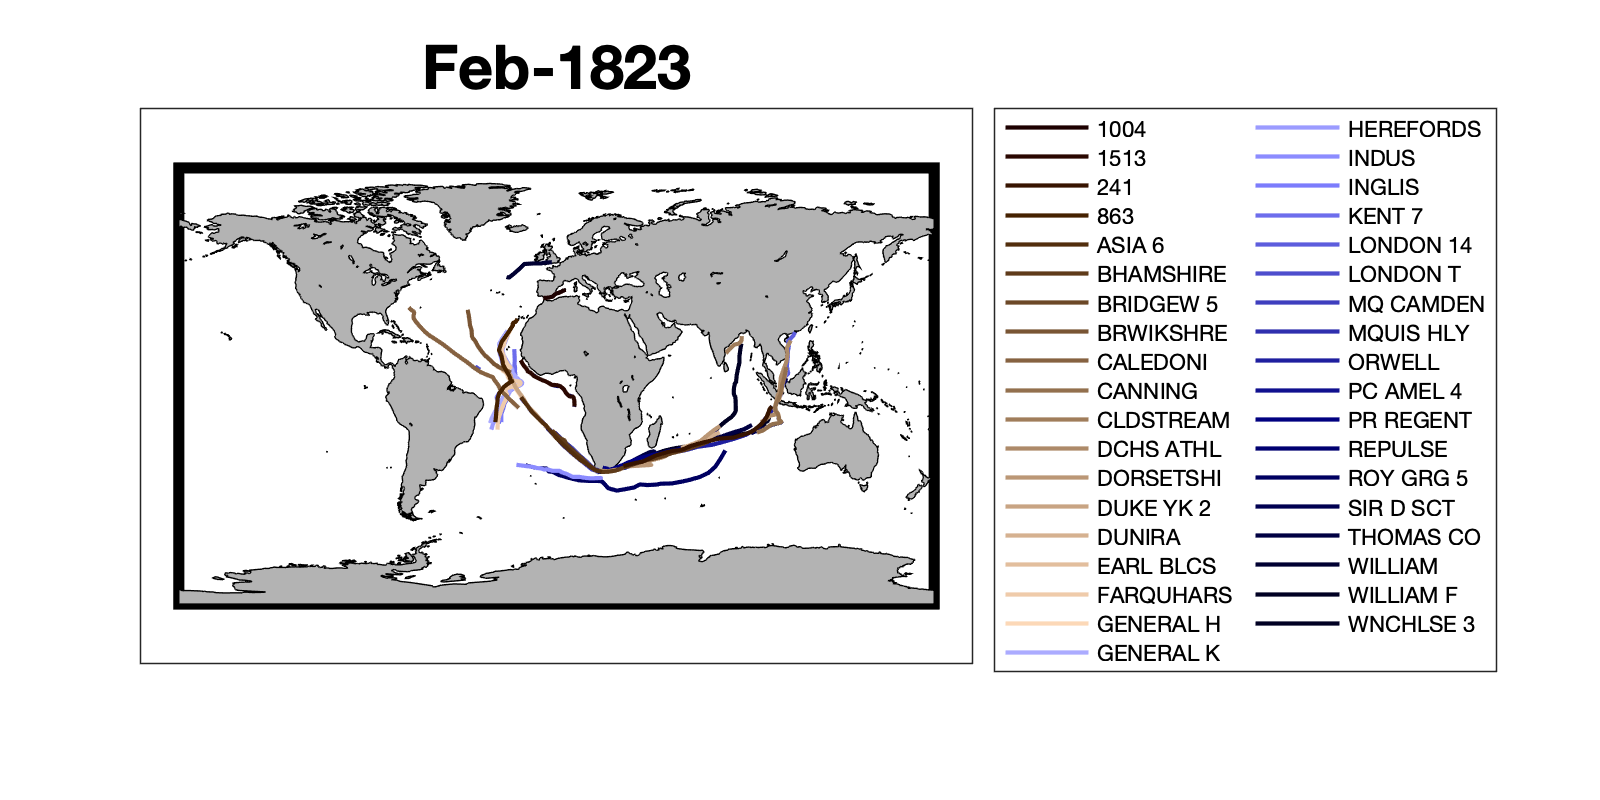 Feb-1823
1004
1513
241
863
ASIA 6
BHAMSHIRE
BRIDGEW 5
BRWIKSHRE
CALEDONI
CANNING
CLDSTREAM
DCHS ATHL
DORSETSHI
DUKE YK 2
DUNIRA
EARL BLCS
FARQUHARS
GENERAL H
GENERAL K
HEREFORDS
INDUS
INGLIS
KENT 7
LONDON 14
LONDON T
MQ CAMDEN
MQUIS HLY
ORWELL
PC AMEL 4
PR REGENT
REPULSE
ROY GRG 5
SIR D SCT
THOMAS CO
WILLIAM
WILLIAM F
WNCHLSE 3